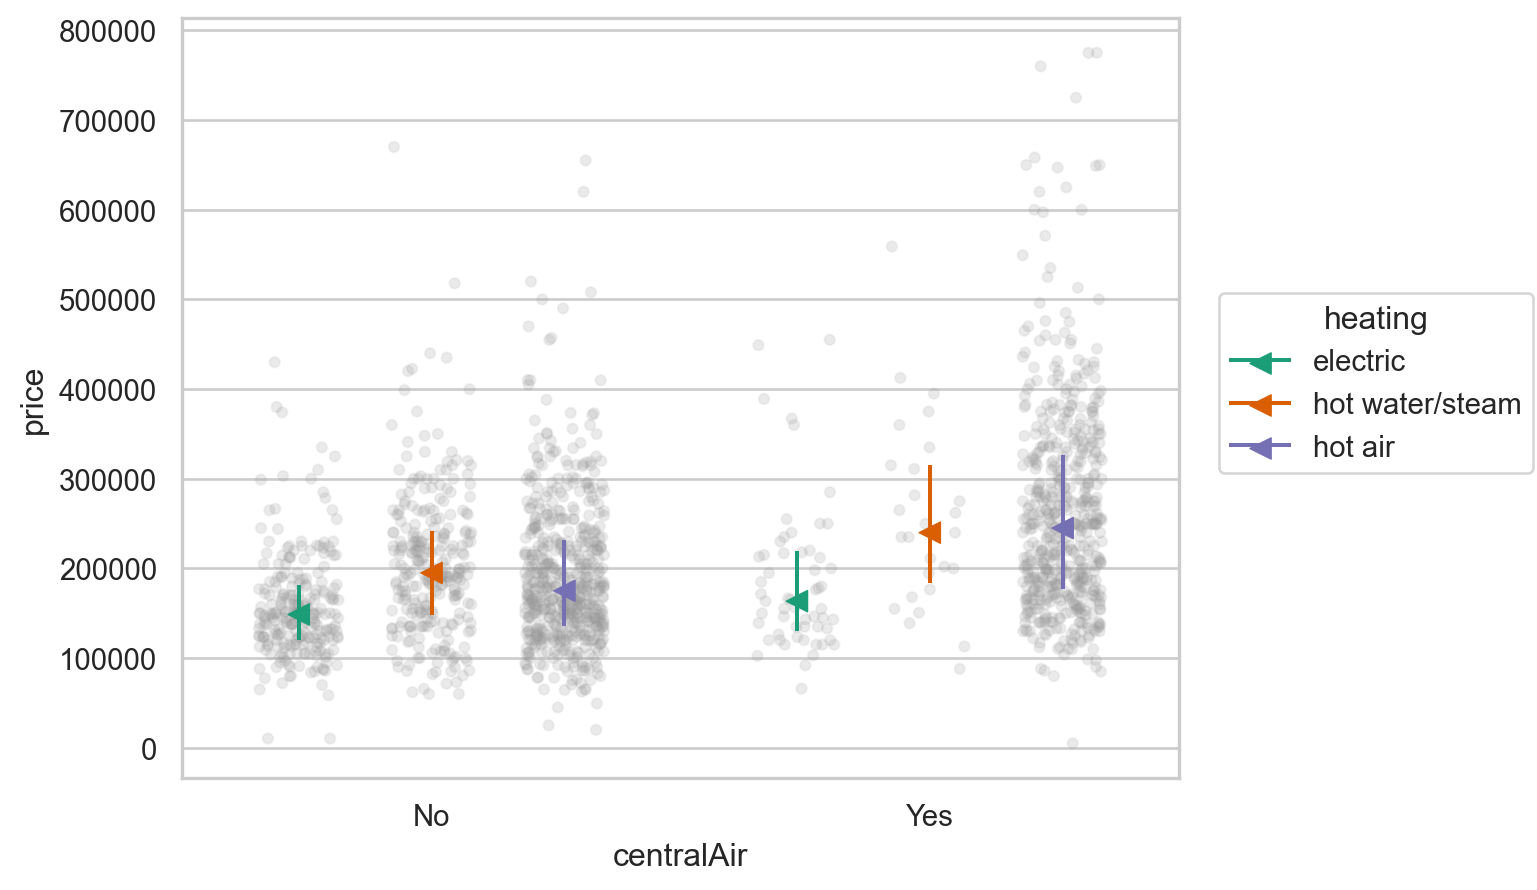 800000
700000
600000
500000
400000
300000
200000
100000
0
price
No
Yes
centralAir
heating
electric
hot water/steam
hot air